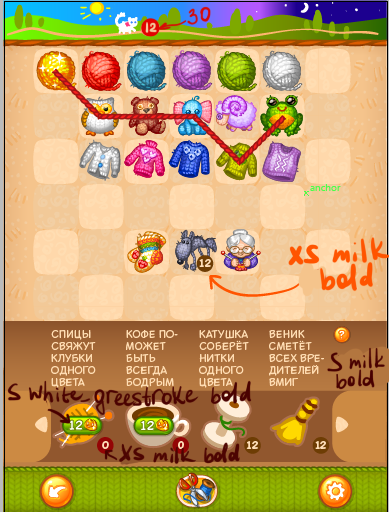 12 30
anchor
12
XS milk
bold
СПИЦЫ
СВЯЖУТ
КЛУБКИ
ОДНОГО
ЦВЕТА
КОФЕ ПО-
МОЖЕТ
БЫТЬ
ВСЕГДА
БОДРЫМ
КАТУШКА
СОБЕРЁТ
НИТКИ
ОДНОГО
ЦВЕТА
ВЕНИК
СМЕТЁТ
ВСЕХ ВРЕ-
ДИТЕЛЕЙ
ВМИГ
?
S milk
bold
S white greestroke bold
12 12
0 0 12 12
XS milk bold